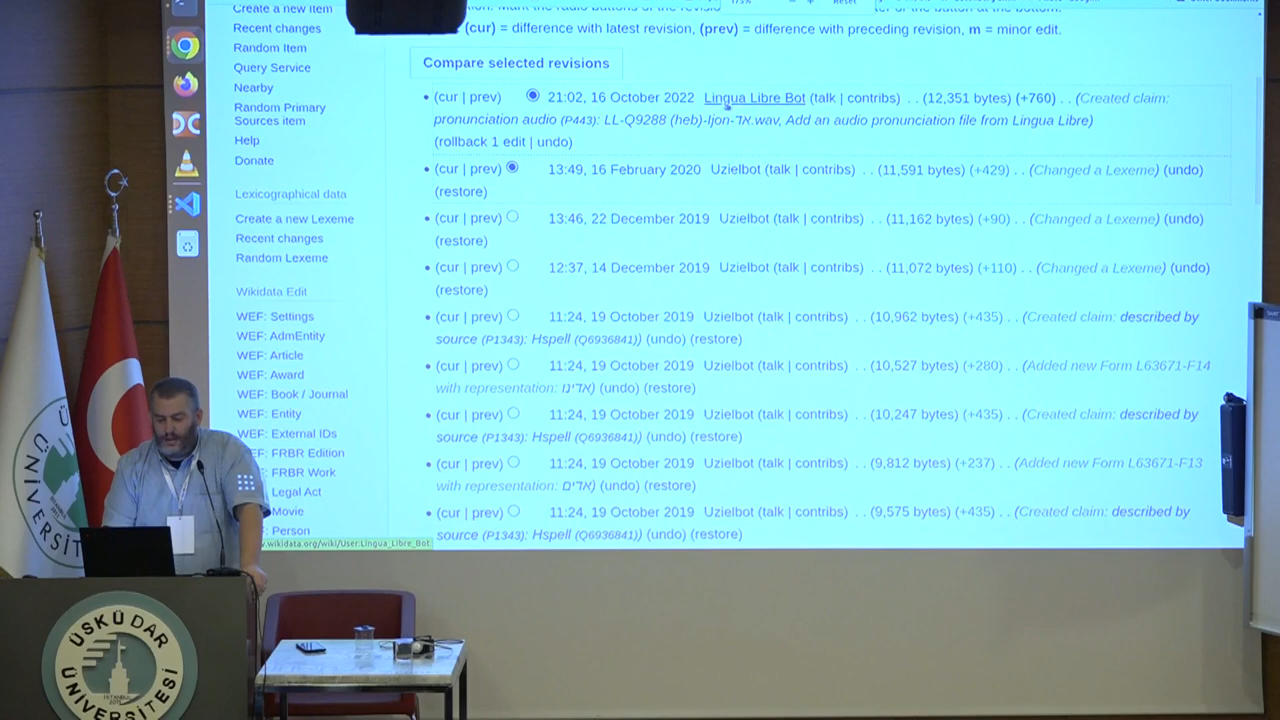 Create a new Item
Recent changes
Random Item
Query Service
Nearby
Random Primary
Sources item
Help
Donate
Lexicographical data
Create a new Lexeme
Recent changes
Random Lexeme
Wikidata Edit
WEF: Settings
WEF: AdmEntity
WEF: Article
WEF: Award
WEF: Book / Journal
WEF: Entity
WEF: External IDs
EF: FRBR Edition
: FRBR Work
Legal Act
Movie
: Person
(cur) = difference with latest revision, (prev) = difference with preceding revision, m = minor edit.
Compare selected revisions
• (cur | prev) 21:02, 16 October 2022 Lingua Libre Bot (talk | contribs) . . (12,351 bytes) (+760) . . (Created claim:
pronunciation audio (P443): LL-Q9288 (heb)-Ijon-אד.wav, Add an audio pronunciation file from Lingua Libre)
(rollback 1 edit | undo)
• (cur | prev) 13:49, 16 February 2020 Uzielbot (talk | contribs) . . (11,591 bytes) (+429) . . (Changed a Lexeme) (undo)
(restore)
• (cur | prev) 13:46, 22 December 2019 Uzielbot (talk | contribs) . . (11,162 bytes) (+90) . . (Changed a Lexeme) (undo)
(restore)
• (cur | prev) 12:37, 14 December 2019 Uzielbot (talk | contribs) . . (11,072 bytes) (+110) . . (Changed a Lexeme) (undo)
(restore)
• (cur | prev) 11:24, 19 October 2019 Uzielbot (talk | contribs) . . (10,962 bytes) (+435) . . (Created claim: described by
source (P1343): Hspell (Q6936841)) (undo) (restore)
• (cur | prev) 11:24, 19 October 2019 Uzielbot (talk | contribs) . . (10,527 bytes) (+280) . . (Added new Form L63671-F14
with representation: אדינו) (undo) (restore)
• (cur | prev) 11:24, 19 October 2019 Uzielbot (talk | contribs) . . (10,247 bytes) (+435) . . (Created claim: described by
source (P1343): Hspell (Q6936841)) (undo) (restore)
• (cur | prev) 11:24, 19 October 2019 Uzielbot (talk | contribs) . . (9,812 bytes) (+237) . . (Added new Form L63671-F13
with representation: אדים) (undo) (restore)
• (cur | prev) 11:24, 19 October 2019 Uzielbot (talk | contribs) . . (9,575 bytes) (+435) . . (Created claim: described by
source (P1343): Hspell (Q6936841)) (undo) (restore)
w.wikidata.org/wiki/User:Lingua_Libre_Bot
ÜNİVERSİT
ÜSKÜDAR
ÜNİVERSİTESİ
İSTANBUL